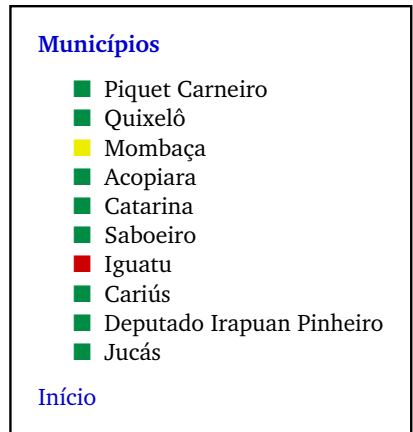 Municípios
Piquet Carneiro
Quixelô
Mombaça
Acopiara
Catarina
Saboeiro
Iguatu
Cariús
Deputado Irapuan Pinheiro
Jucás
Início